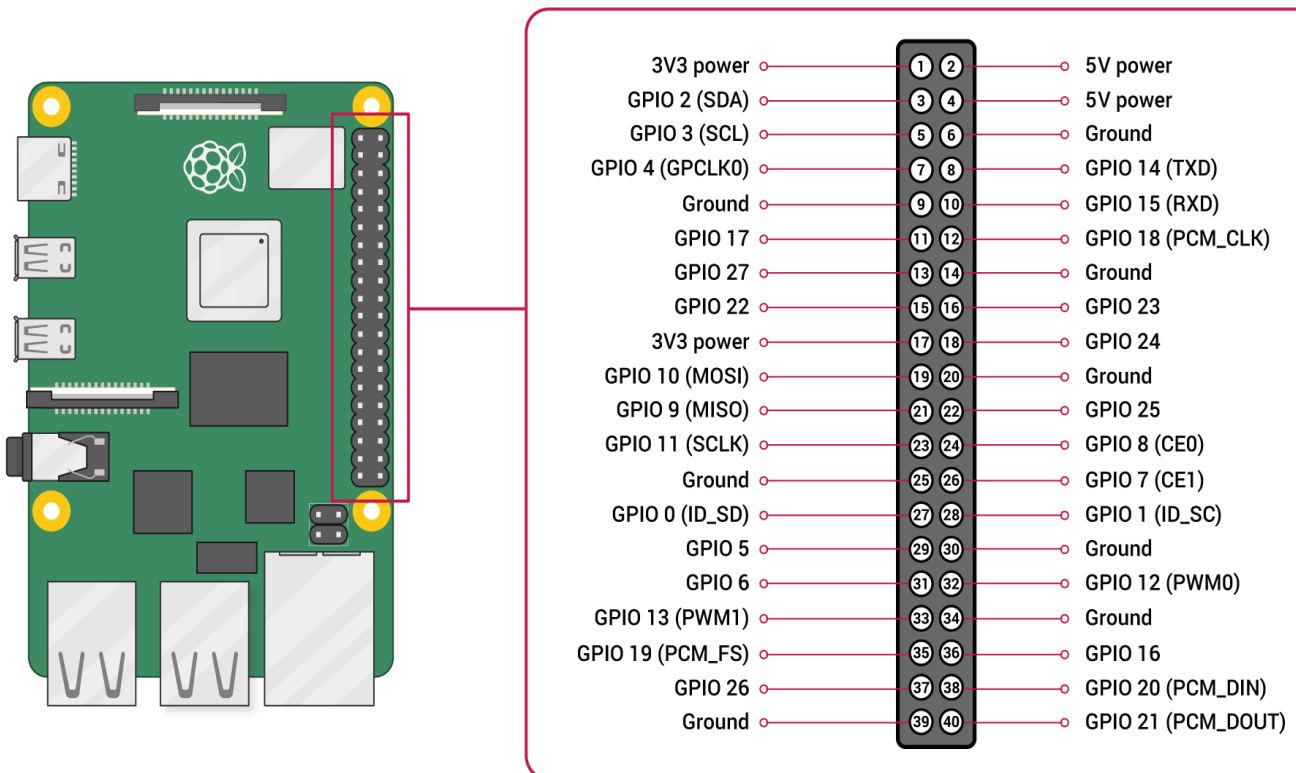 3V3 power 1 2 5V power
GPIO 2 (SDA) 3 4 5V power
GPIO 3 (SCL) 5 6 Ground
GPIO 4 (GPCLK0) 7 8 GPIO 14 (TXD)
Ground 9 10 GPIO 15 (RXD)
GPIO 17 11 12 GPIO 18 (PCM_CLK)
GPIO 27 13 14 Ground
GPIO 22 15 16 GPIO 23
3V3 power 17 18 GPIO 24
GPIO 10 (MOSI) 19 20 Ground
GPIO 9 (MISO) 21 22 GPIO 25
GPIO 11 (SCLK) 23 24 GPIO 8 (CE0)
Ground 25 26 GPIO 7 (CE1)
GPIO 0 (ID_SD) 27 28 GPIO 1 (ID_SC)
GPIO 5 29 30 Ground
GPIO 6 31 32 GPIO 12 (PWM0)
GPIO 13 (PWM1) 33 34 Ground
GPIO 19 (PCM_FS) 35 36 GPIO 16
GPIO 26 37 38 GPIO 20 (PCM_DIN)
Ground 39 40 GPIO 21 (PCM_DOUT)